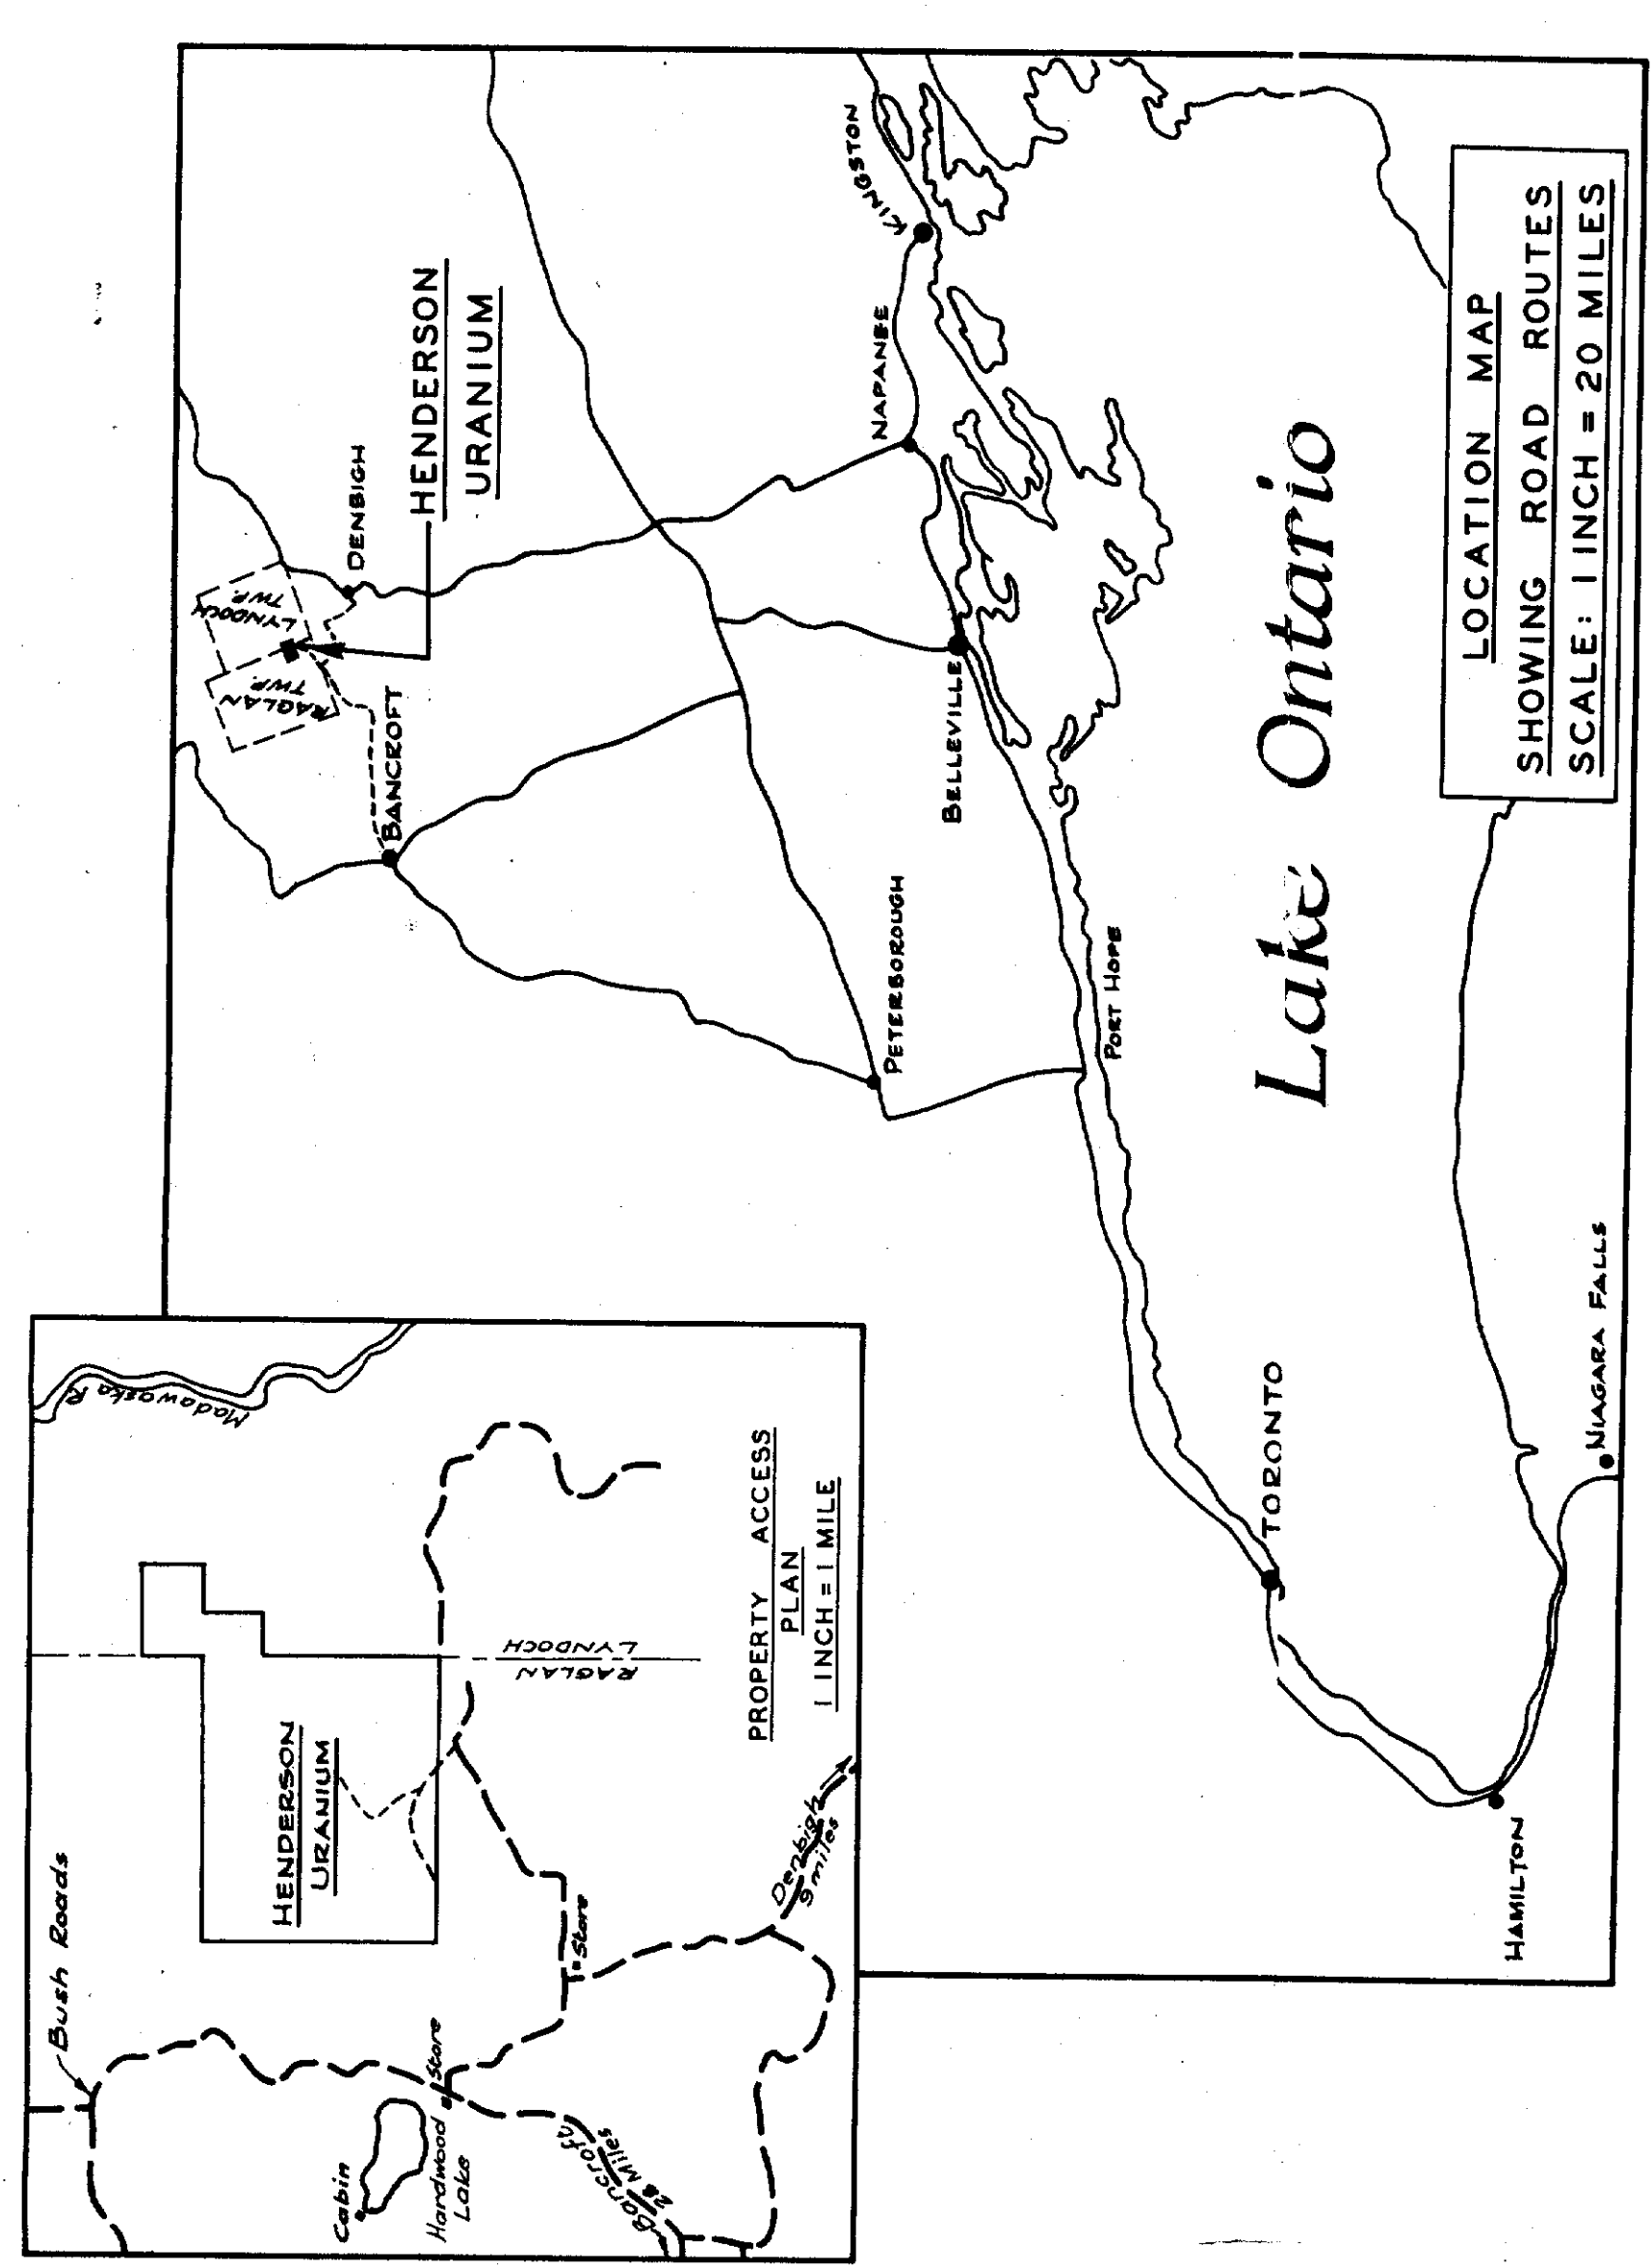 Bush Roads
Madawaska R
HENDERSON
URANIUM
RAGLAN
LYNDOCH
Cabin
Store
Hardwood
Lake
Store
Bancroft
28 Miles
Denbigh
9 miles
PROPERTY ACCESS
PLAN
1 INCH = 1 MILE
RAGLAN
TWP.
LYNDOCH
TWP.
DENBIGH
BANCROFT
HENDERSON
URANIUM
KINGSTON
NAPANEE
BELLEVILLE
PETERBOROUGH
PORT HOPE
TORONTO
Lake Ontario
HAMILTON
NIAGARA FALLS
LOCATION MAP
SHOWING ROAD ROUTES
SCALE: 1 INCH = 20 MILES